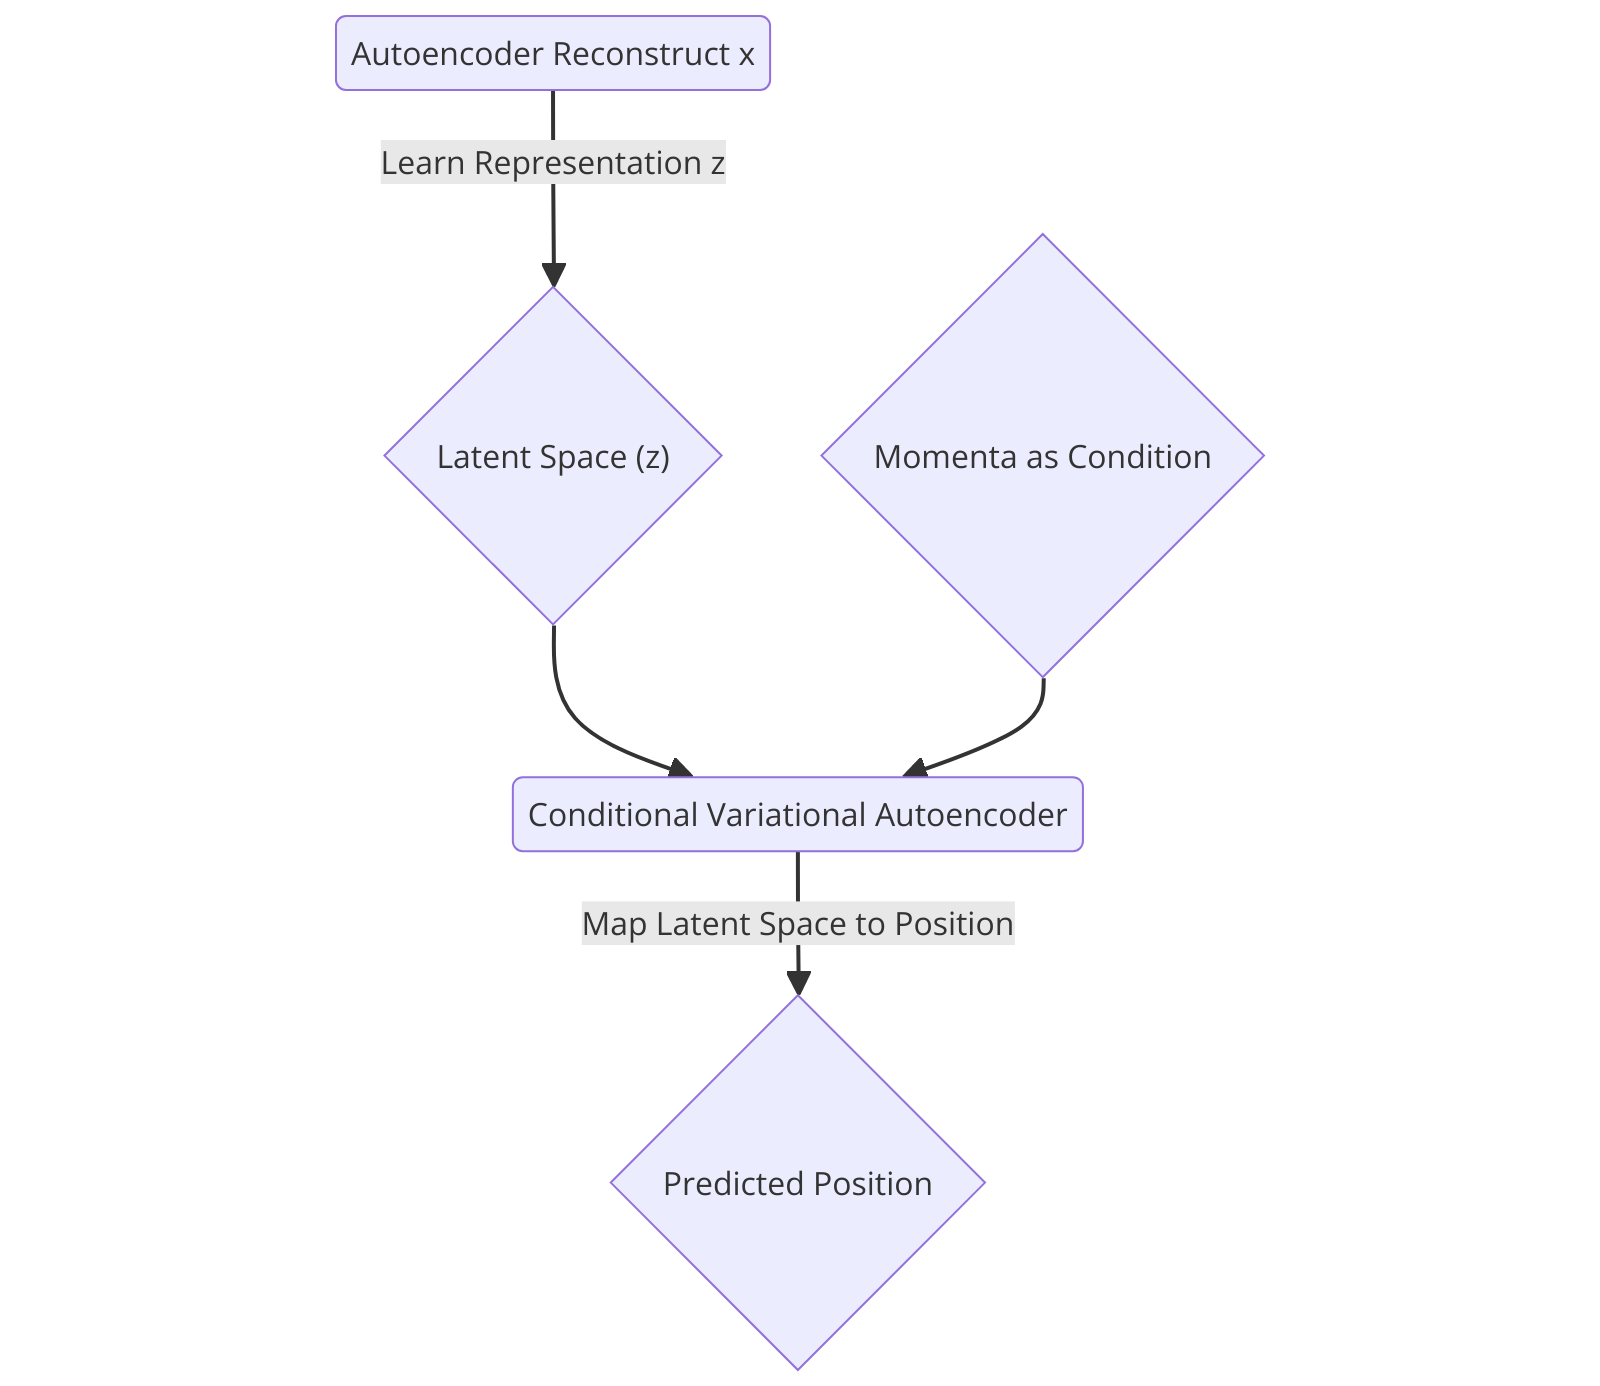 Autoencoder Reconstruct x
Learn Representation z
Latent Space (z)
Momenta as Condition
Conditional Variational Autoencoder
Map Latent Space to Position
Predicted Position